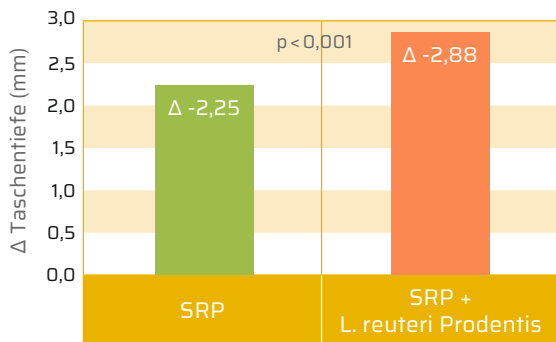 Δ Taschentiefe (mm)
3,0
2,5
2,0
1,5
1,0
0,5
0,0
p < 0,001
Δ -2,25
Δ -2,88
SRP
SRP +
L. reuteri Prodentis